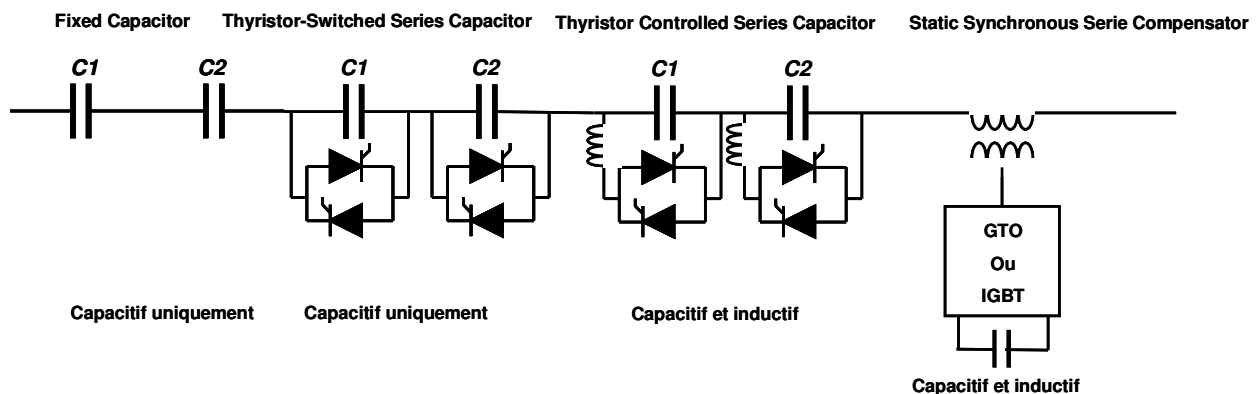 Fixed Capacitor
Thyristor-Switched Series Capacitor
Thyristor Controlled Series Capacitor
Static Synchronous Serie Compensator
C1
C2
C1
C2
C1
C2
GTO
Ou
IGBT
Capacitif uniquement
Capacitif uniquement
Capacitif et inductif
Capacitif et inductif